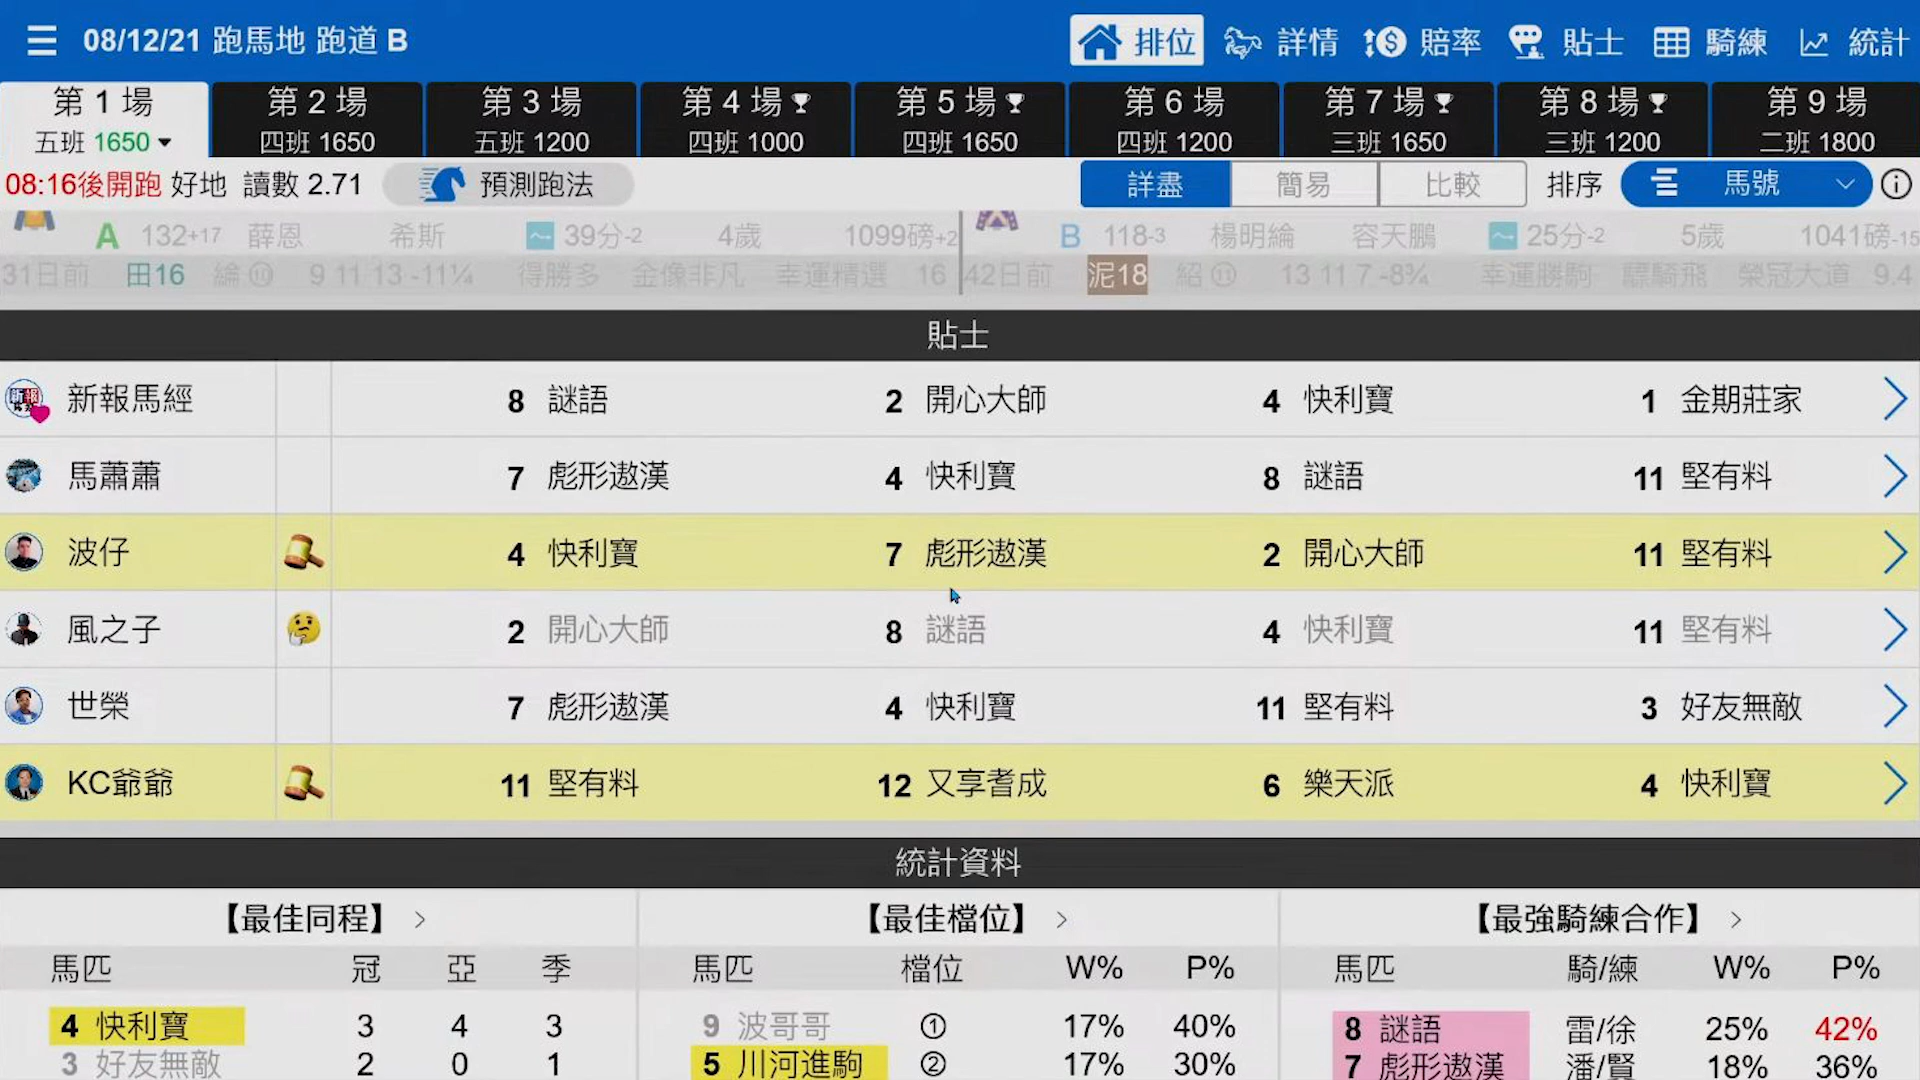 08/12/21 跑馬地 跑道 B 排位 詳情 賠率 貼士 騎練 統計
第 1 場 第 2 場 第 3 場 第 4 場 第 5 場 第 6 場 第 7 場 第 8 場 第 9 場
五班 1650 四班 1650 五班 1200 四班 1000 四班 1650 四班 1200 三班 1650 三班 1200 二班 1800
08:16後開跑 好地 讀數 2.71 預測跑法 詳盡 簡易 比較 排序 馬號
A 132+17 薛恩 希斯 39分-2 4歲 1099磅+2 B 118-3 楊明綸 容天鵬 25分-2 5歲 1041磅-15
31日前 田16 綸 ⑩ 9 11 13 -11¼ 得勝多 金像非凡 幸運精選 16 42日前 泥18 紹 ⑪ 13 11 7 -8¾ 幸運勝駒 驃騎飛 榮冠大道 9.4
貼士
新報馬經 8 謎語 2 開心大師 4 快利寶 1 金期莊家
馬蕭蕭 7 彪形遨漢 4 快利寶 8 謎語 11 堅有料
波仔 4 快利寶 7 彪形遨漢 2 開心大師 11 堅有料
風之子 2 開心大師 8 謎語 4 快利寶 11 堅有料
世榮 7 彪形遨漢 4 快利寶 11 堅有料 3 好友無敵
KC爺爺 11 堅有料 12 又享耆成 6 樂天派 4 快利寶
統計資料
【最佳同程】 > 【最佳檔位】 > 【最強騎練合作】 >
馬匹 冠 亞 季 馬匹 檔位 W% P% 馬匹 騎/練 W% P%
4 快利寶 3 4 3 9 波哥哥 ① 17% 40% 8 謎語 雷/徐 25% 42%
3 好友無敵 2 0 1 5 川河進駒 ② 17% 30% 7 彪形遨漢 潘/賢 18% 36%